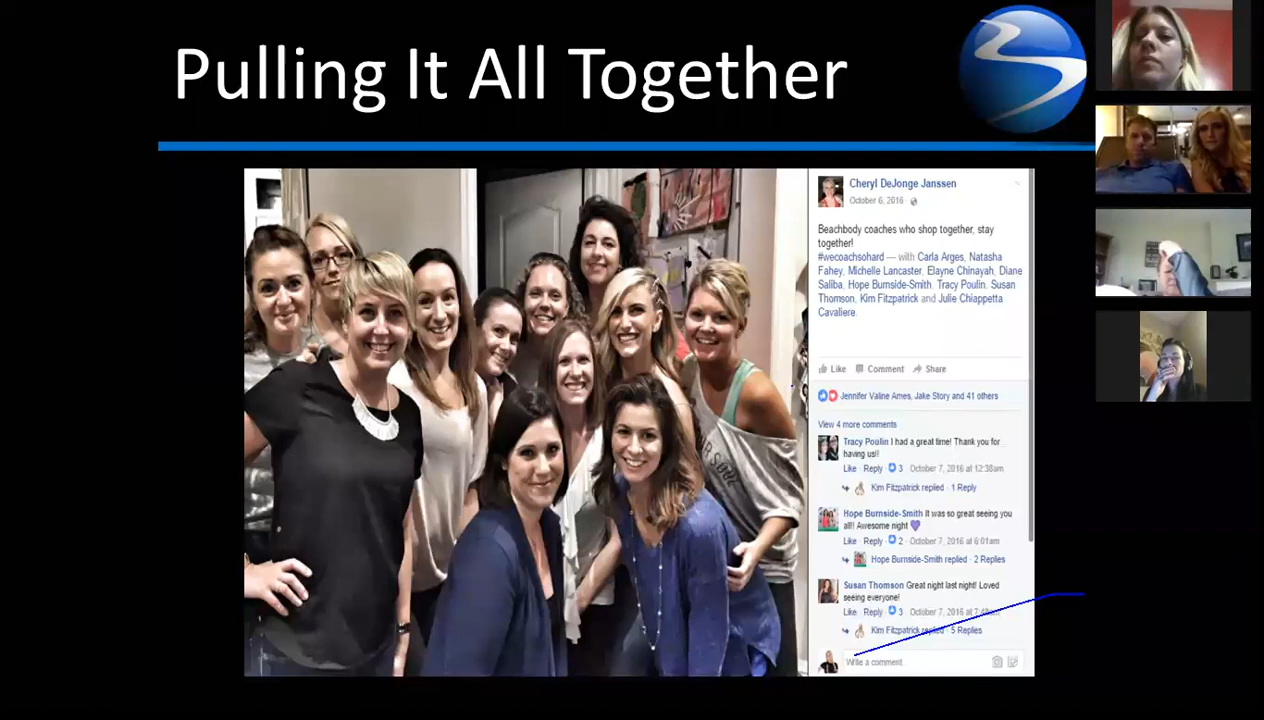 Pulling It All Together
Cheryl DeJonge Janssen
October 6, 2016
Beachbody coaches who shop together, stay
together!
#wecoachsohard — with Carla Arges, Natasha
Fahey, Michelle Lancaster, Elayne Chinayah, Diane
Saliba, Hope Burnside-Smith, Tracy Poulin, Susan
Thomson, Kim Fitzpatrick and Julie Chiappetta
Cavaliere.
Like Comment Share
Jennifer Valine Ames, Jake Story and 41 others
View 4 more comments
Tracy Poulin I had a great time! Thank you for
having us!!
Like · Reply · 3 · October 7, 2016 at 12:38am
Kim Fitzpatrick replied · 1 Reply
Hope Burnside-Smith It was so great seeing you
all!! Awesome night 💜
Like · Reply · 2 · October 7, 2016 at 6:01am
Hope Burnside-Smith replied · 2 Replies
Susan Thomson Great night last night! Loved
seeing everyone!
Like · Reply · 3 · October 7, 2016 at
Kim Fitzpatrick replied · 5 Replies
Write a comment